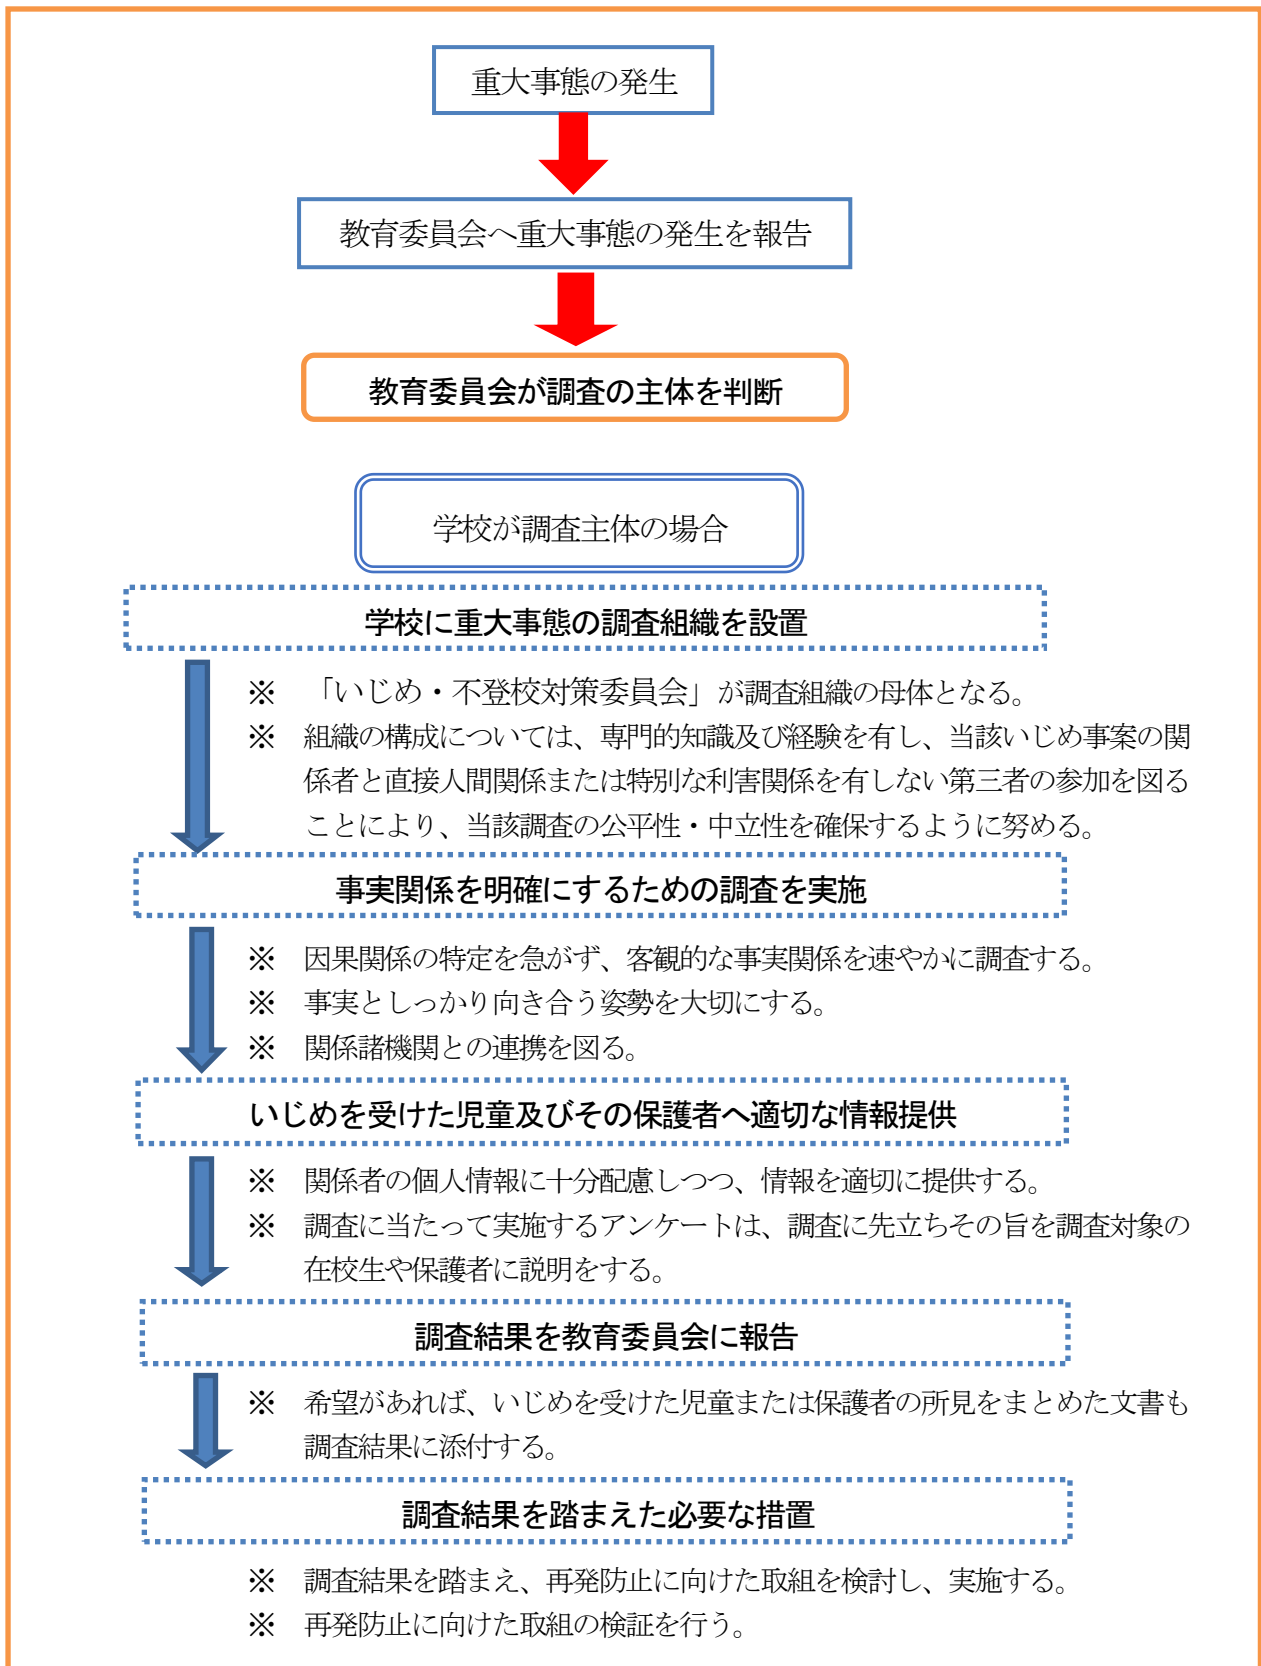 重大事態の発生
教育委員会へ重大事態の発生を報告
教育委員会が調査の主体を判断
学校が調査主体の場合
学校に重大事態の調査組織を設置
※　「いじめ・不登校対策委員会」が調査組織の母体となる。
※　組織の構成については、専門的知識及び経験を有し、当該いじめ事案の関
係者と直接人間関係または特別な利害関係を有しない第三者の参加を図る
ことにより、当該調査の公平性・中立性を確保するように努める。
事実関係を明確にするための調査を実施
※　因果関係の特定を急がず、客観的な事実関係を速やかに調査する。
※　事実としっかり向き合う姿勢を大切にする。
※　関係諸機関との連携を図る。
いじめを受けた児童及びその保護者へ適切な情報提供
※　関係者の個人情報に十分配慮しつつ、情報を適切に提供する。
※　調査に当たって実施するアンケートは、調査に先立ちその旨を調査対象の
在校生や保護者に説明をする。
調査結果を教育委員会に報告
※　希望があれば、いじめを受けた児童または保護者の所見をまとめた文書も
調査結果に添付する。
調査結果を踏まえた必要な措置
※　調査結果を踏まえ、再発防止に向けた取組を検討し、実施する。
※　再発防止に向けた取組の検証を行う。